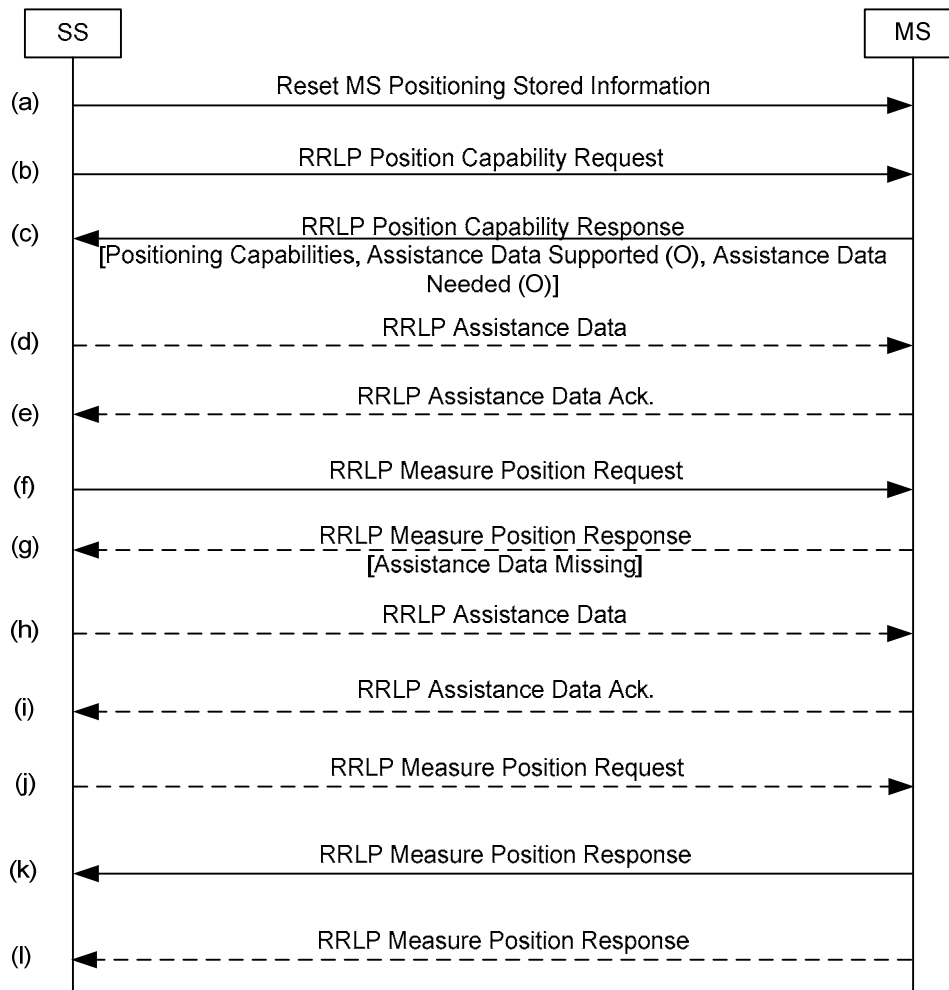 SS
MS
(a)
Reset MS Positioning Stored Information
(b)
RRLP Position Capability Request
(c)
RRLP Position Capability Response
[Positioning Capabilities, Assistance Data Supported (O), Assistance Data
Needed (O)]
(d)
RRLP Assistance Data
(e)
RRLP Assistance Data Ack.
(f)
RRLP Measure Position Request
(g)
RRLP Measure Position Response
[Assistance Data Missing]
(h)
RRLP Assistance Data
(i)
RRLP Assistance Data Ack.
(j)
RRLP Measure Position Request
(k)
RRLP Measure Position Response
(l)
RRLP Measure Position Response